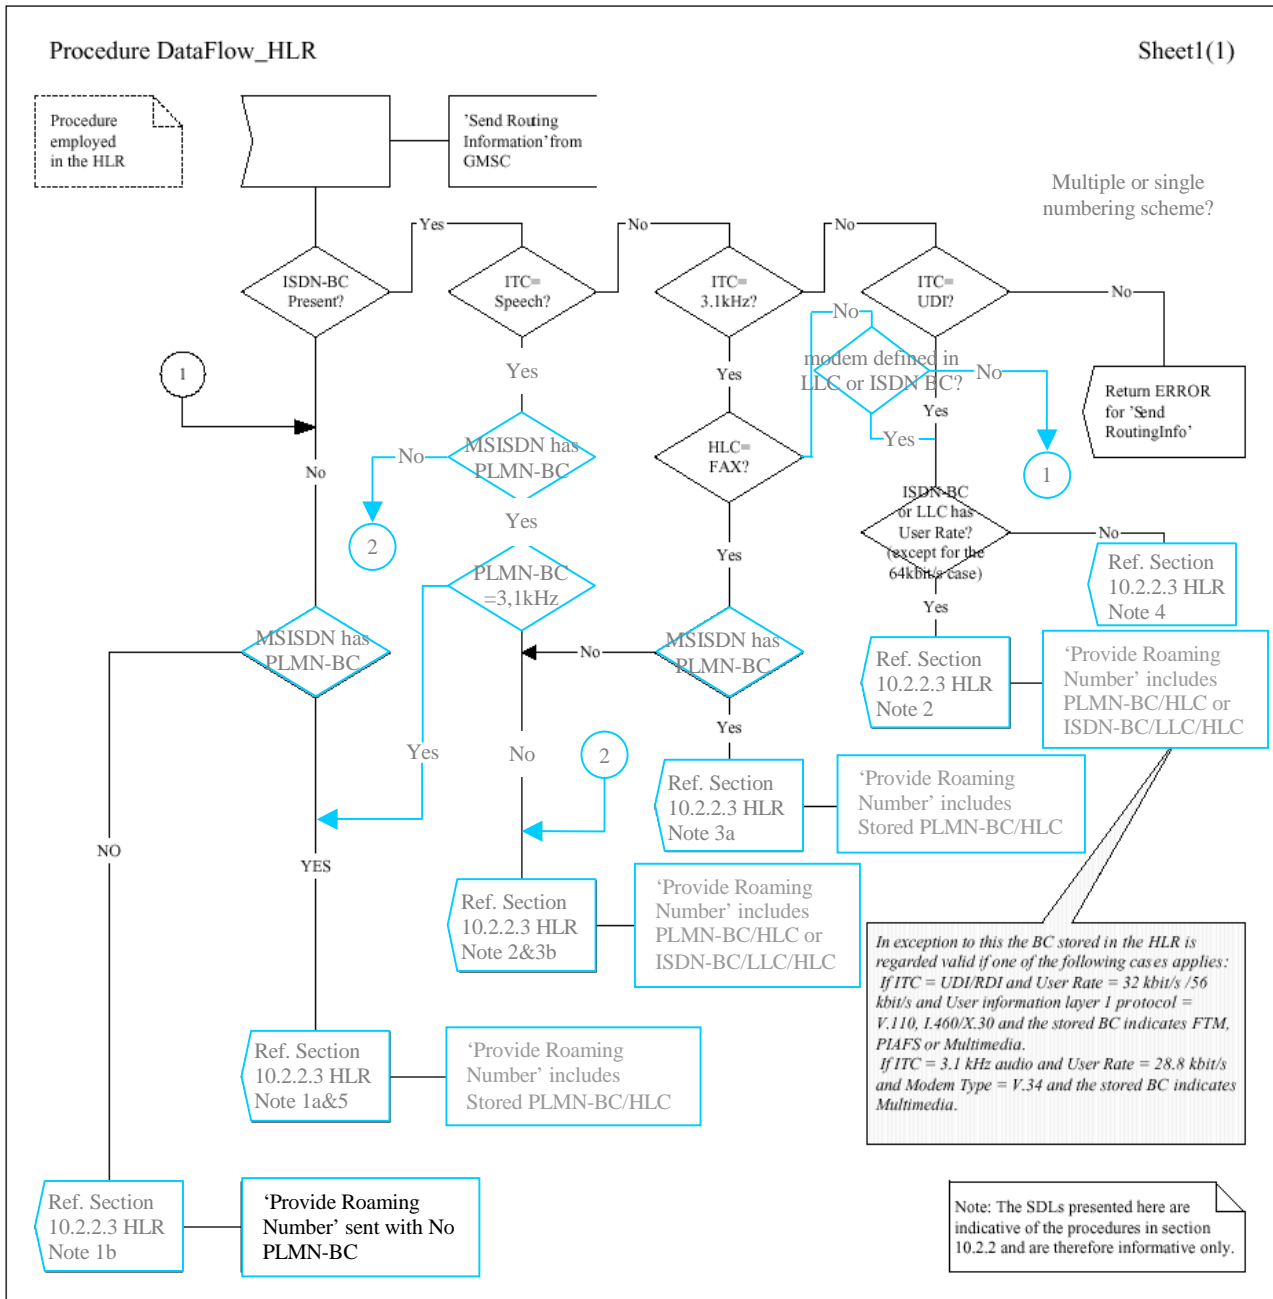 Procedure DataFlow_HLR
Sheet1(1)
Procedure
employed
in the HLR
'Send Routing
Information'from
GMSC
Multiple or single
numbering scheme?
Yes
No
No
ISDN-BC
Present?
ITC=
Speech?
ITC=
3.1kHz?
ITC=
UDI?
No
No
1
Yes
Yes
modem defined in
LLC or ISDN BC?
No
Return ERROR
for 'Send
RoutingInfo'
Yes
Yes
No
MSISDN has
PLMN-BC
No
HLC=
FAX?
1
2
Yes
ISDN-BC
or LLC has
User Rate?
(except for the
64kbit/s case)
No
Yes
PLMN-BC
=3,1kHz
Ref. Section
10.2.2.3 HLR
Note 4
Yes
MSISDN has
PLMN-BC
No
MSISDN has
PLMN-BC
Ref. Section
10.2.2.3 HLR
Note 2
‘Provide Roaming
Number’ includes
PLMN-BC/HLC or
ISDN-BC/LLC/HLC
Yes
Yes
No
2
Ref. Section
10.2.2.3 HLR
Note 3a
‘Provide Roaming
Number’ includes
Stored PLMN-BC/HLC
NO
YES
Ref. Section
10.2.2.3 HLR
Note 2&3b
‘Provide Roaming
Number’ includes
PLMN-BC/HLC or
ISDN-BC/LLC/HLC
In exception to this the BC stored in the HLR is
regarded valid if one of the following cases applies:
If ITC = UDI/RDI and User Rate = 32 kbit/s /56
kbit/s and User information layer 1 protocol =
V.110, I.460/X.30 and the stored BC indicates FTM,
PIAFS or Multimedia.
If ITC = 3.1 kHz audio and User Rate = 28.8 kbit/s
and Modem Type = V.34 and the stored BC indicates
Multimedia.
Ref. Section
10.2.2.3 HLR
Note 1a&5
‘Provide Roaming
Number’ includes
Stored PLMN-BC/HLC
Ref. Section
10.2.2.3 HLR
Note 1b
‘Provide Roaming
Number’ sent with No
PLMN-BC
Note: The SDLs presented here are
indicative of the procedures in section
10.2.2 and are therefore informative only.